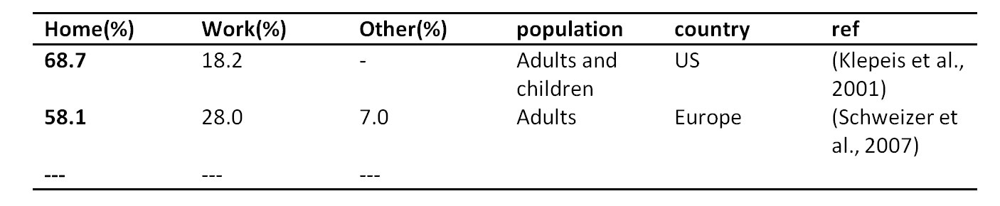 Home(%) Work(%) Other(%) population country ref
68.7 18.2 - Adults and US (Klepeis et al.,
children 2001)
58.1 28.0 7.0 Adults Europe (Schweizer et
al., 2007)
--- --- ---